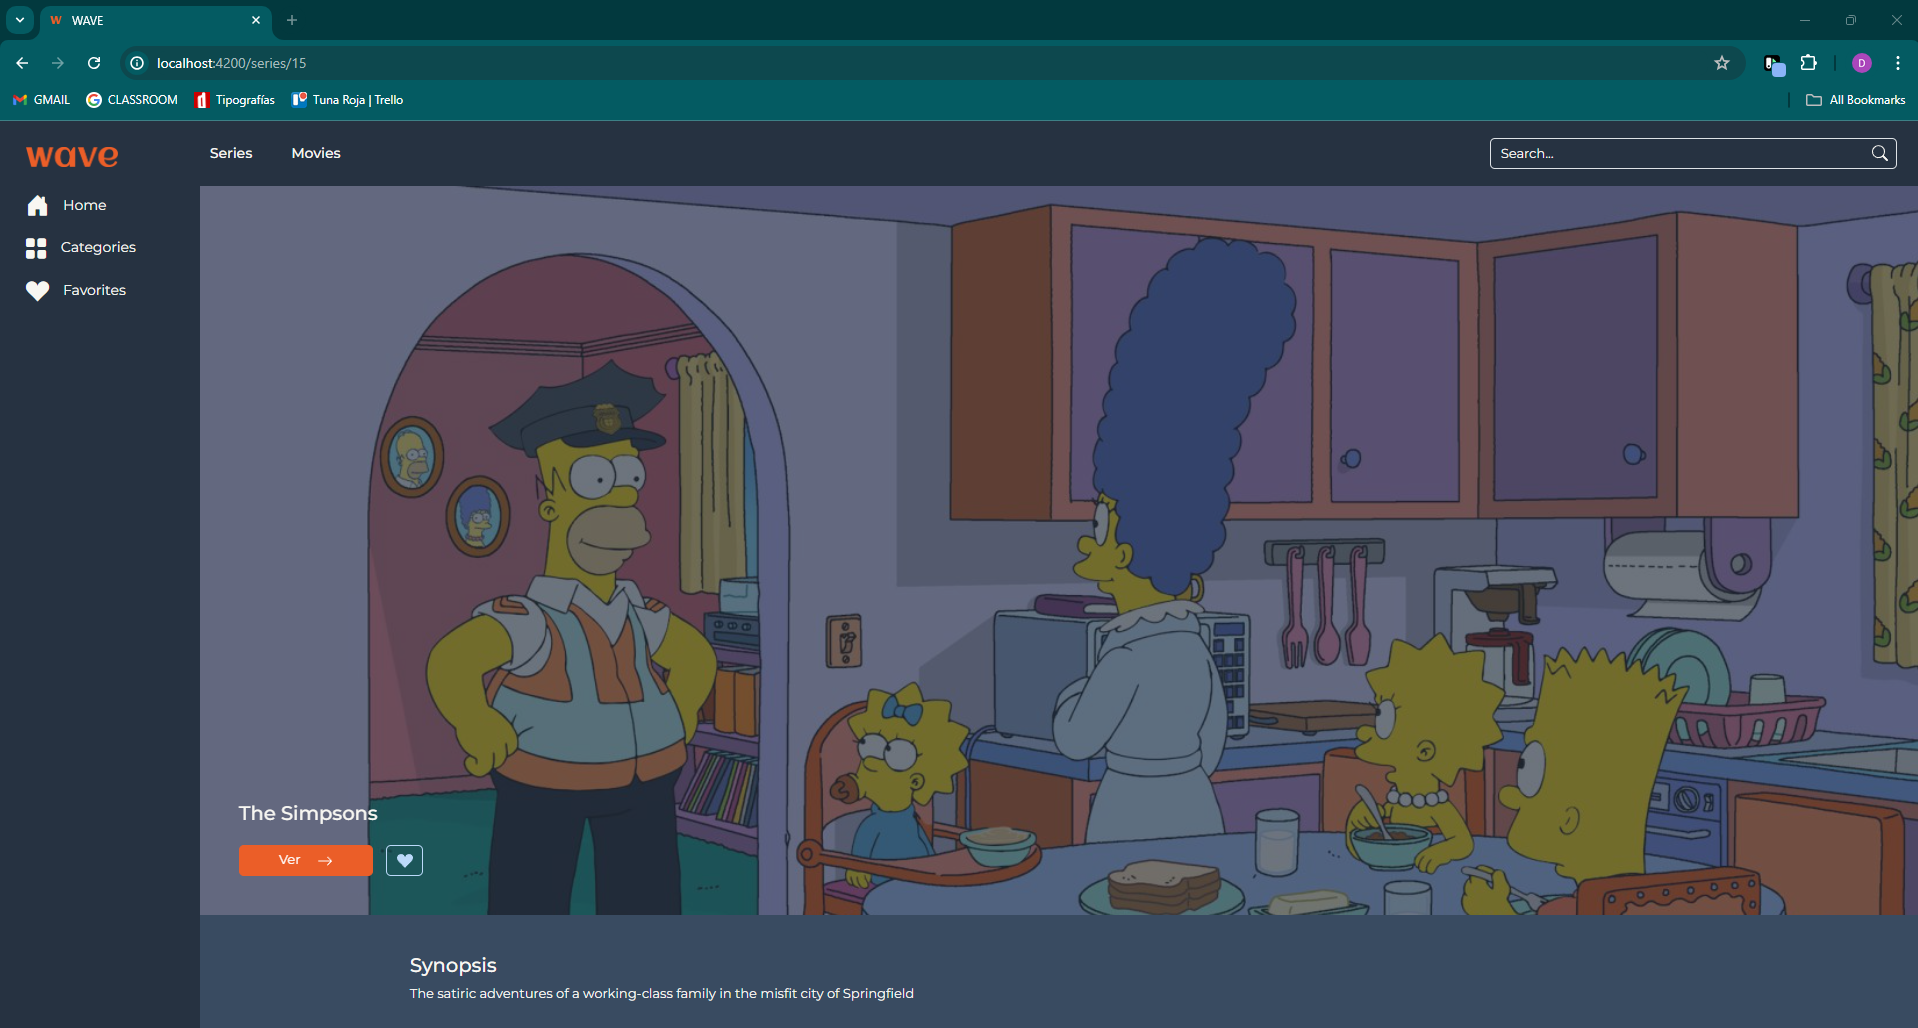 WAVE
localhost:4200/series/15
D
GMAIL
CLASSROOM
Tipografías
Tuna Roja | Trello
All Bookmarks
wave
Series
Movies
Search...
Home
Categories
Favorites
The Simpsons
Ver
Synopsis
The satiric adventures of a working-class family in the misfit city of Springfield